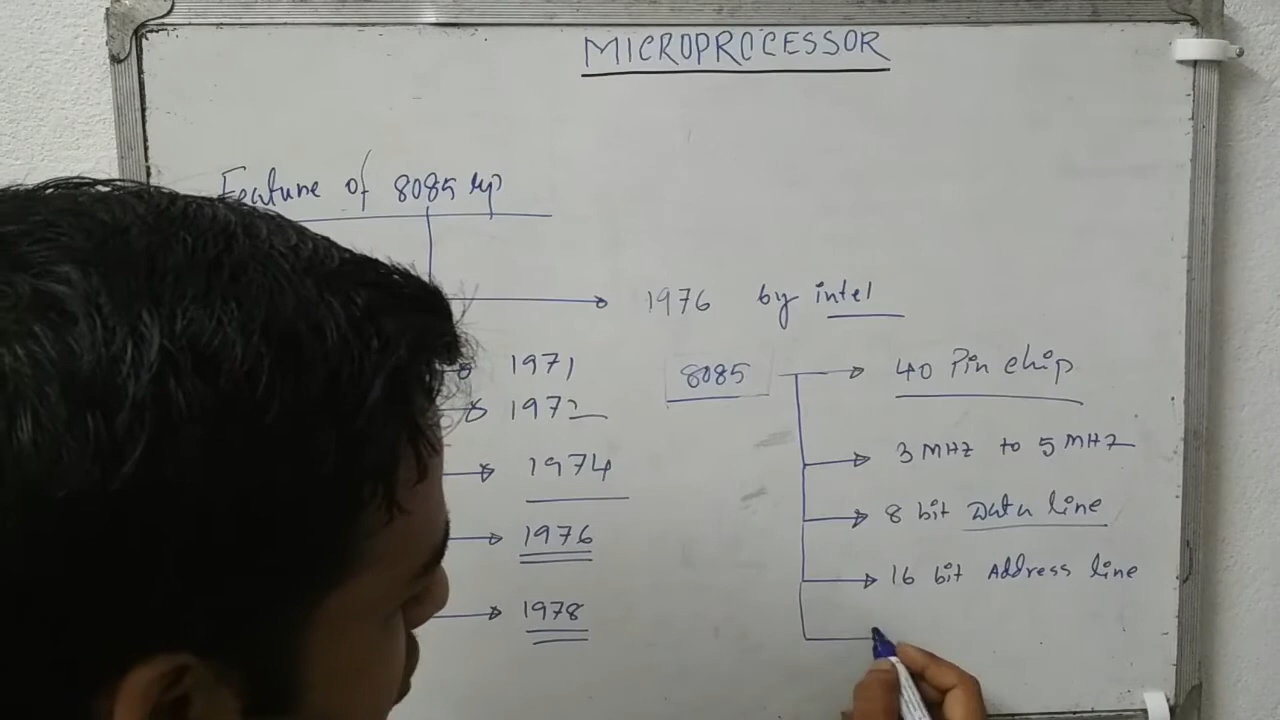 MICROPROCESSOR
Feature of 8085 μp
1976 by intel
1971
1972
1974
1976
1978
8085
40 Pin chip
3 MHz to 5 MHz
8 bit Data line
16 bit Address line